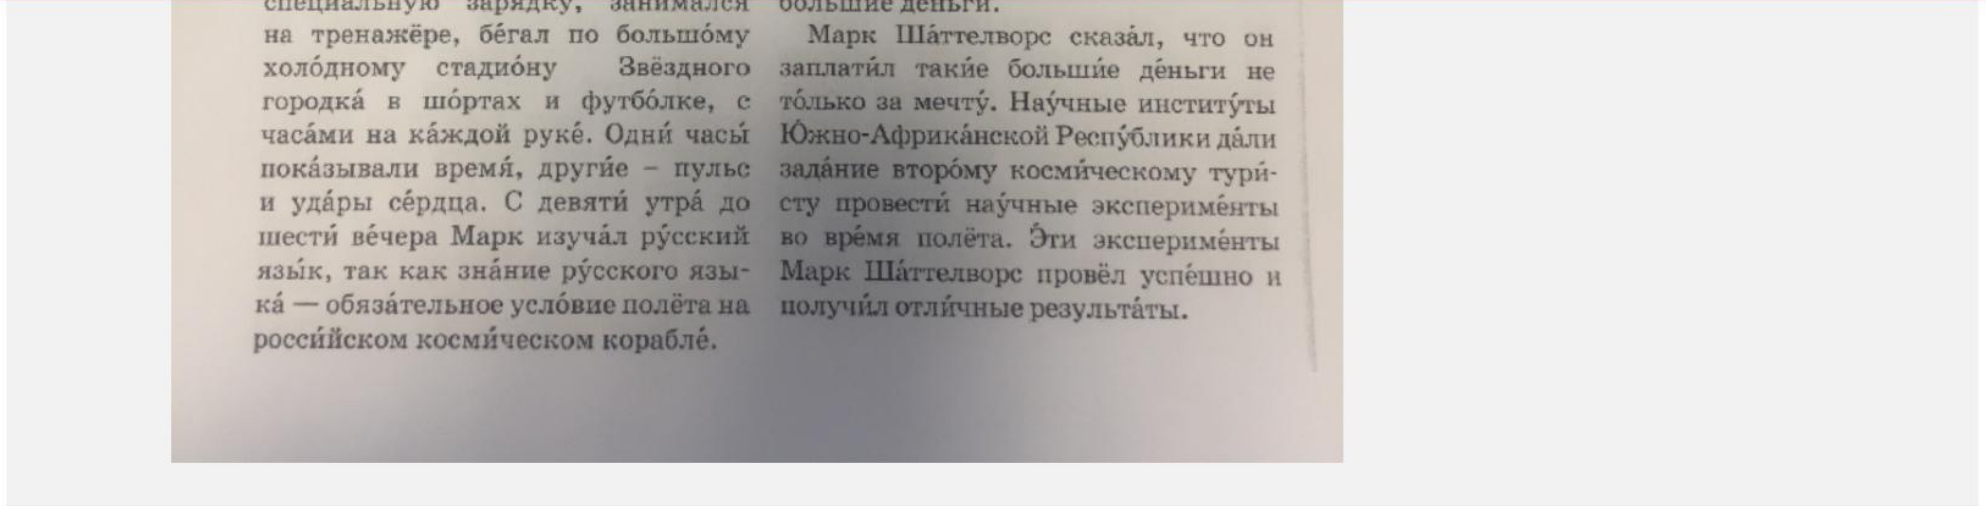 специальную зарядку, занимался
на тренажёре, бе́гал по большо́му
холо́дному стадио́ну Звёздного
городка́ в шо́ртах и футбо́лке, с
часа́ми на ка́ждой руке́. Одни́ часы́
пока́зывали время́, други́е – пульс
и уда́ры се́рдца. С девяти́ утра́ до
шести́ ве́чера Марк изуча́л ру́сский
язы́к, так как зна́ние ру́сского язы-
ка́ — обяза́тельное усло́вие полёта на
росси́йском косми́ческом корабле́.
большие деньги.
Марк Ша́ттелворс сказа́л, что он
заплати́л таки́е больши́е де́ньги не
то́лько за мечту́. Нау́чные институ́ты
Ю́жно-Африка́нской Респу́блики да́ли
зада́ние второ́му косми́ческому тури́-
сту провести́ нау́чные экспериме́нты
во вре́мя полёта. Э́ти экспериме́нты
Марк Ша́ттелворс провёл успе́шно и
получи́л отли́чные результа́ты.